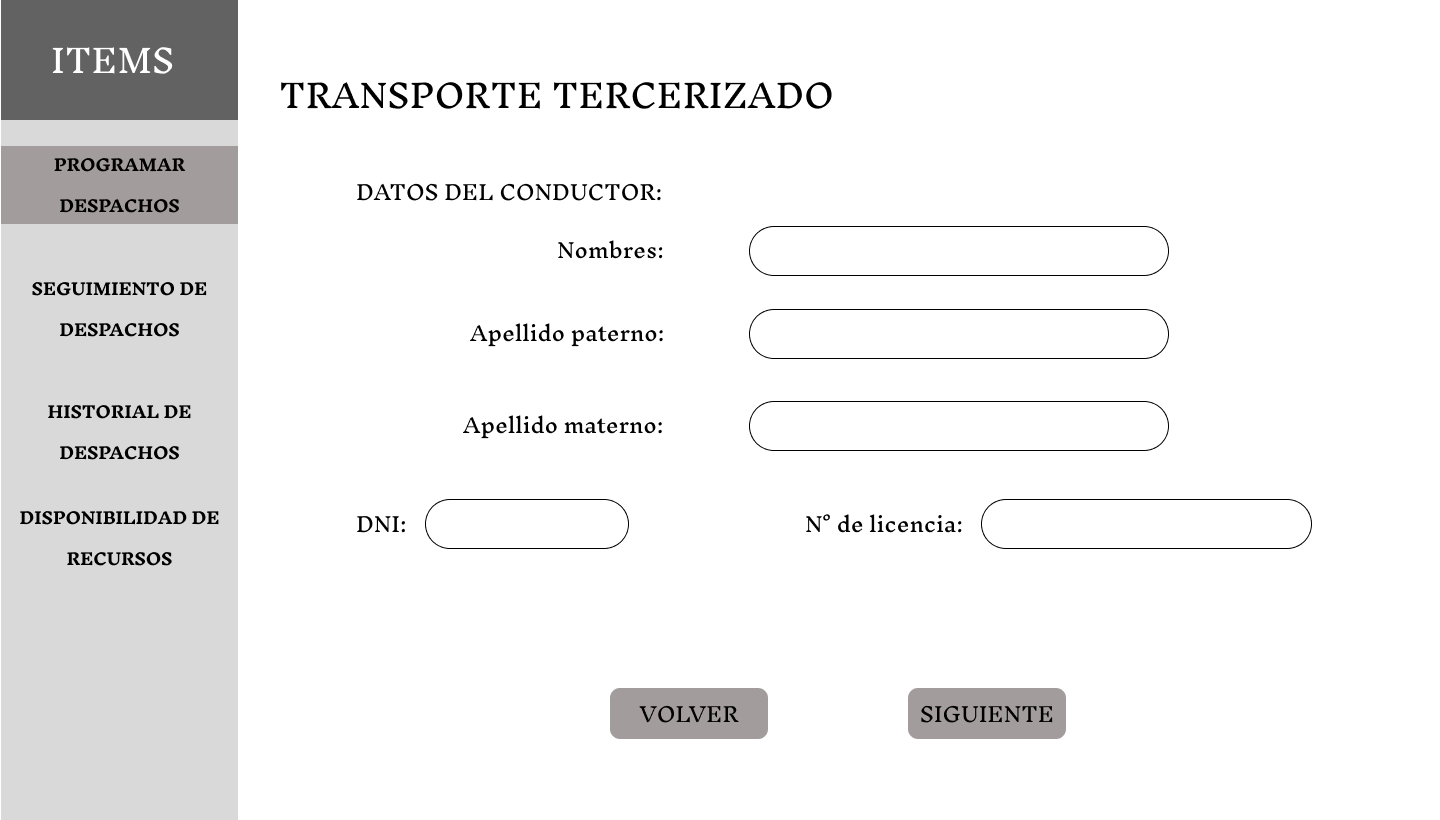 ITEMS
PROGRAMAR
DESPACHOS
SEGUIMIENTO DE
DESPACHOS
HISTORIAL DE
DESPACHOS
DISPONIBILIDAD DE
RECURSOS
TRANSPORTE TERCERIZADO
DATOS DEL CONDUCTOR:
Nombres:
Apellido paterno:
Apellido materno:
DNI:
N° de licencia:
VOLVER
SIGUIENTE